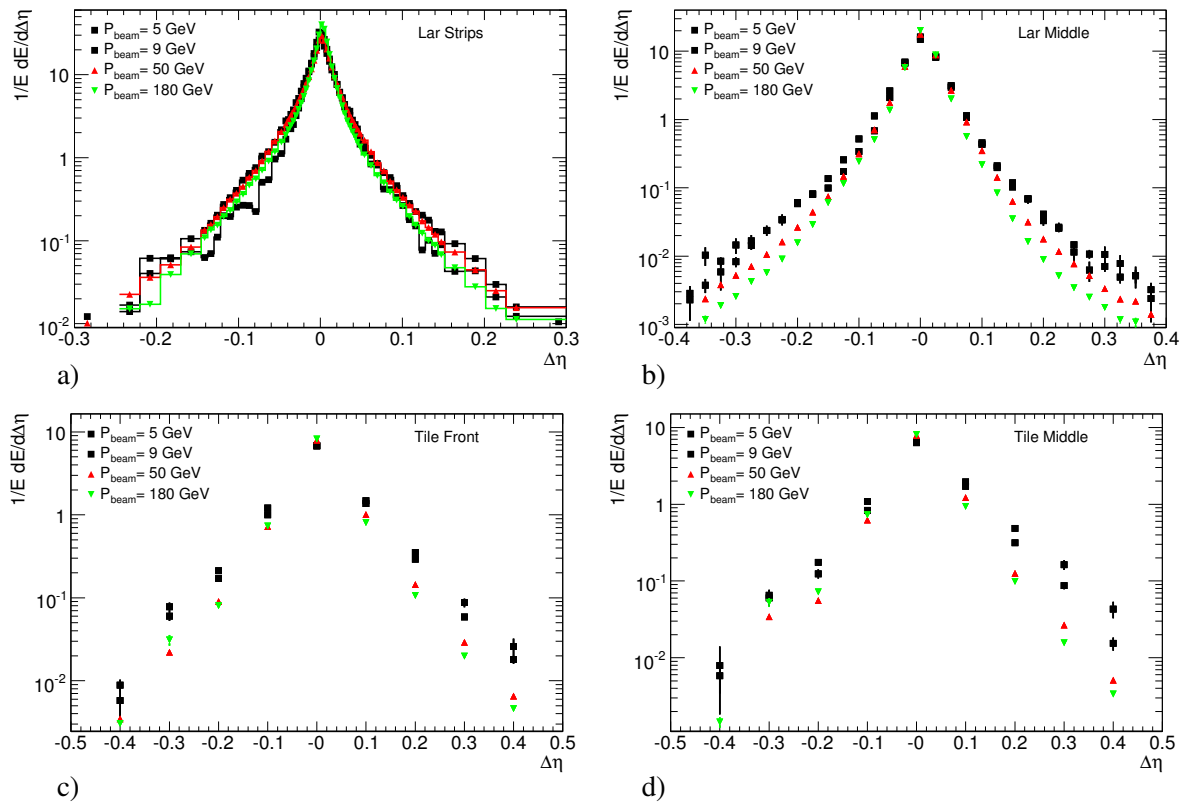 1/E dE/dΔη
10
1
10⁻¹
10⁻²
P_beam= 5 GeV
P_beam= 9 GeV
P_beam= 50 GeV
P_beam= 180 GeV
Lar Strips
-0.3 -0.2 -0.1 0 0.1 0.2 0.3
Δη
a)
1/E dE/dΔη
10
1
10⁻¹
10⁻²
10⁻³
P_beam= 5 GeV
P_beam= 9 GeV
P_beam= 50 GeV
P_beam= 180 GeV
Lar Middle
-0.4 -0.3 -0.2 -0.1 -0 0.1 0.2 0.3 0.4
Δη
b)
1/E dE/dΔη
10
1
10⁻¹
10⁻²
P_beam= 5 GeV
P_beam= 9 GeV
P_beam= 50 GeV
P_beam= 180 GeV
Tile Front
-0.5 -0.4 -0.3 -0.2 -0.1 -0 0.1 0.2 0.3 0.4 0.5
Δη
c)
1/E dE/dΔη
10
1
10⁻¹
10⁻²
P_beam= 5 GeV
P_beam= 9 GeV
P_beam= 50 GeV
P_beam= 180 GeV
Tile Middle
-0.5 -0.4 -0.3 -0.2 -0.1 -0 0.1 0.2 0.3 0.4 0.5
Δη
d)